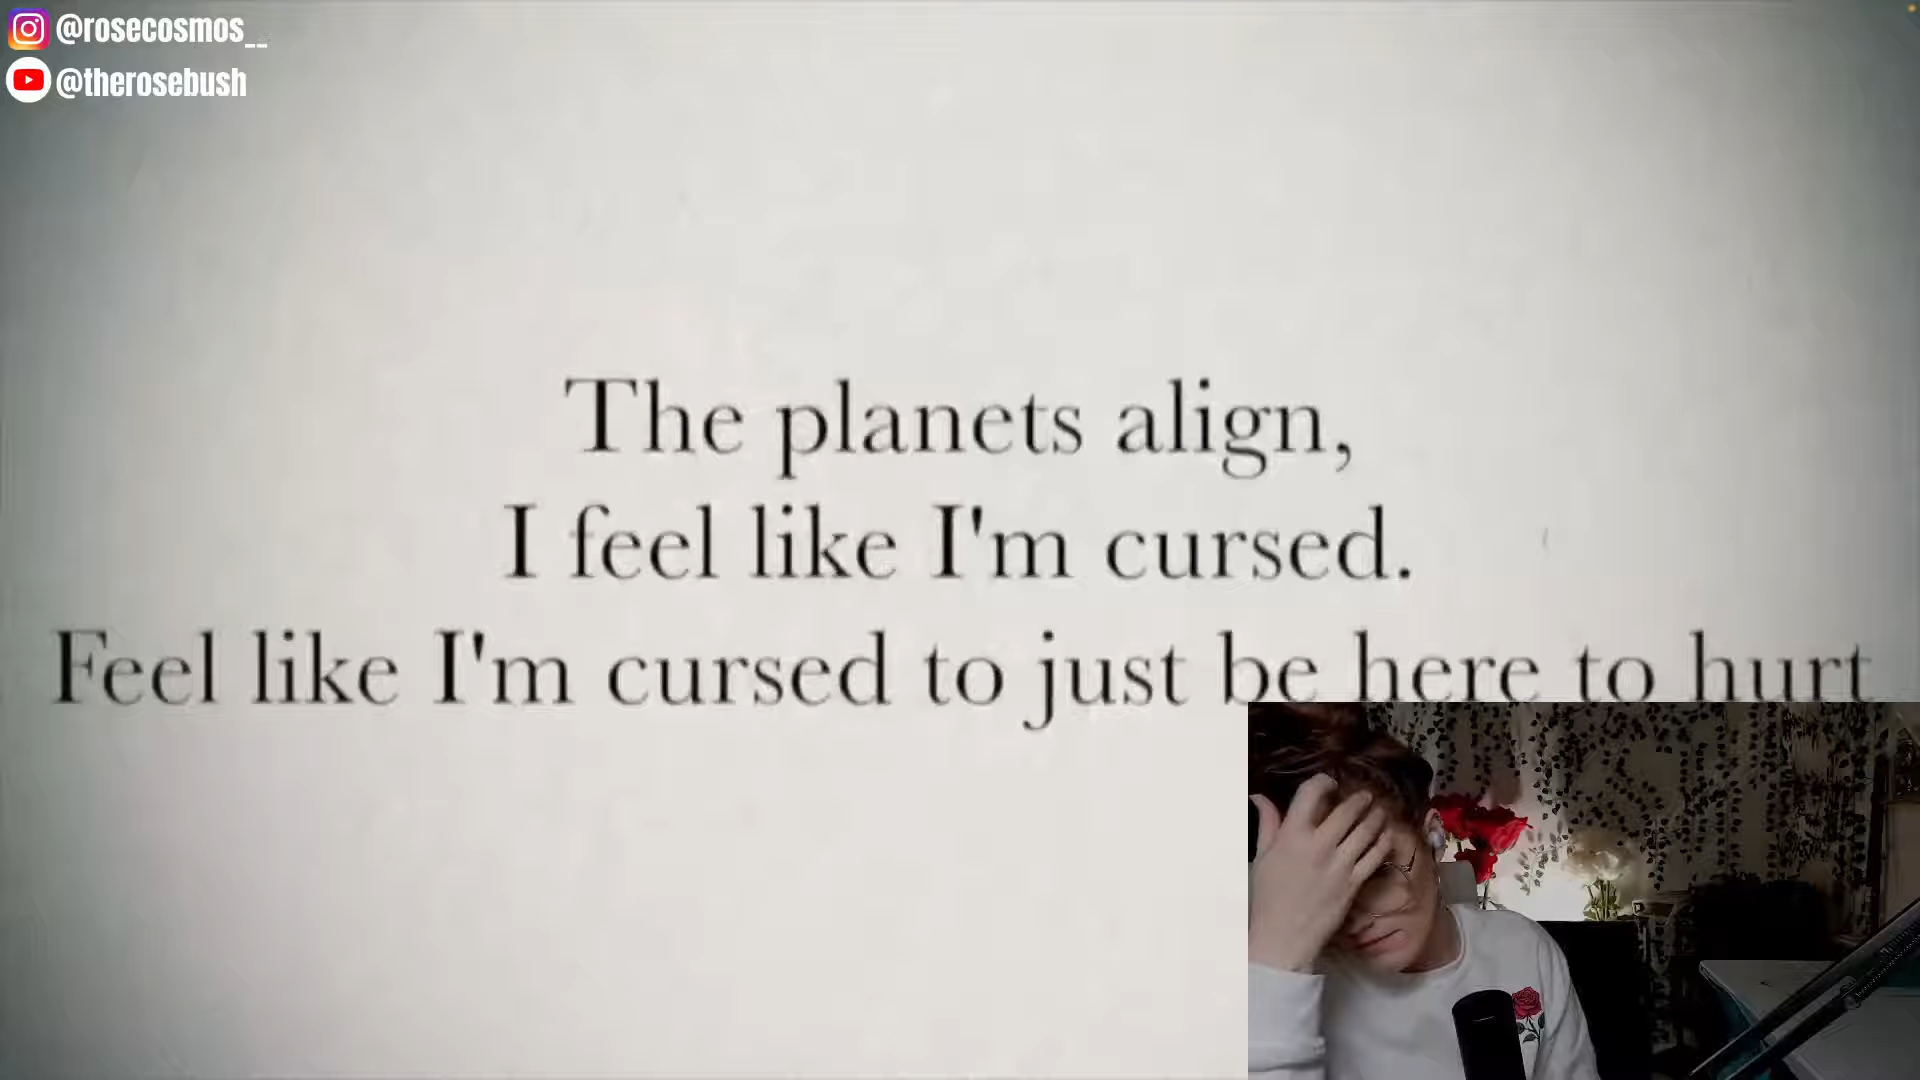 @rosecosmos__
@therosebush
The planets align,
I feel like I'm cursed.
Feel like I'm cursed to just be here to hurt